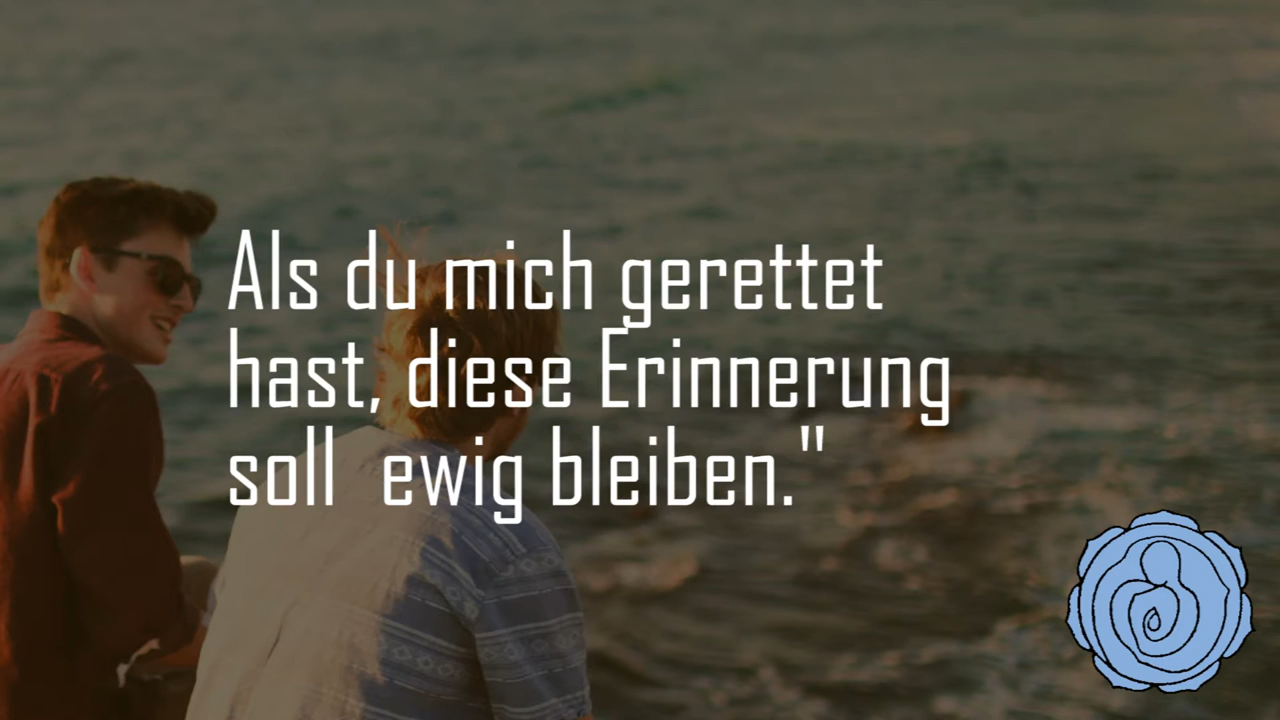 Als du mich gerettet
hast, diese Erinnerung
soll ewig bleiben."